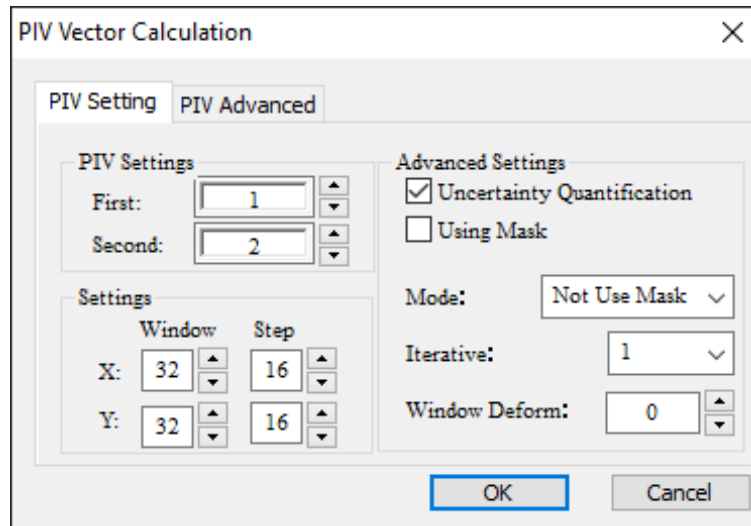 PIV Vector Calculation
PIV Setting PIV Advanced
PIV Settings
First: 1
Second: 2
Settings
Window Step
X: 32 16
Y: 32 16
Advanced Settings
Uncertainty Quantification
Using Mask
Mode: Not Use Mask
Iterative: 1
Window Deform: 0
OK Cancel